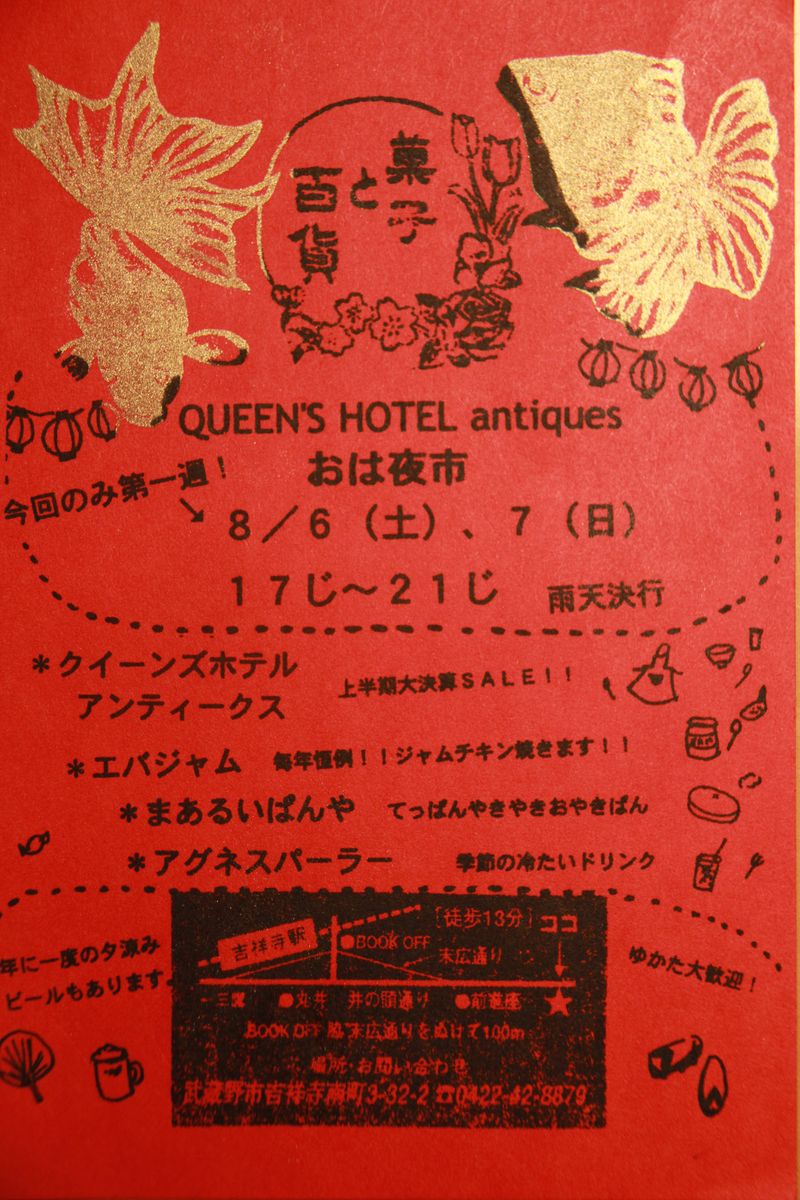 菓子
と
百貨
QUEEN'S HOTEL antiques
おは夜市
今回のみ第一週！
８／６（土）、７（日）
１７じ～２１じ 雨天決行
＊クイーンズホテル
アンティークス
上半期大決算ＳＡＬＥ！！
＊エバジャム 毎年恒例！！ジャムチキン焼きます！！
＊まあるいぱんや てっぱんやきやきおやきぱん
＊アグネスパーラー 季節の冷たいドリンク
年に一度の夕涼み
ビールもあります
ゆかた大歓迎！
吉祥寺駅
［徒歩13分］ココ
●BOOK OFF
末広通り
三鷹 ●丸井 井の頭通り ●前進座 ★
BOOK OFF 脇 末広通りをぬけて100m
場所・お問い合わせ
武蔵野市吉祥寺南町3-32-2 ☎0422-42-8879